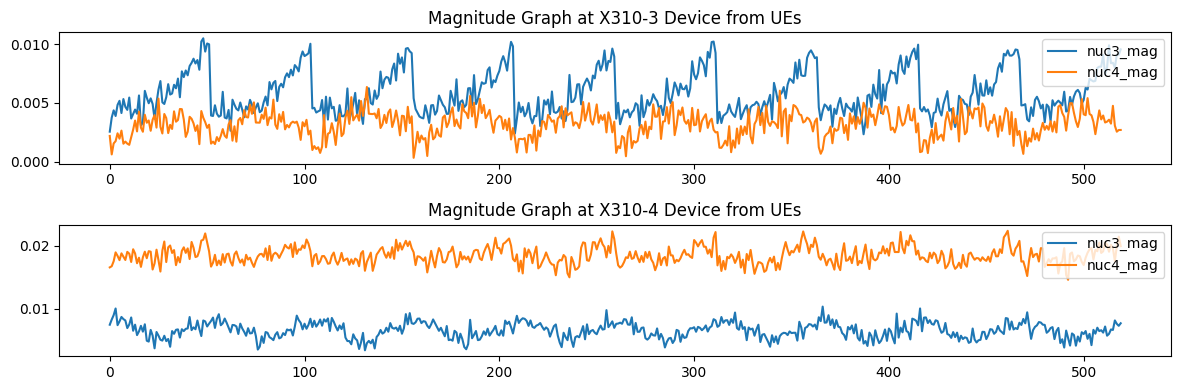 Magnitude Graph at X310-3 Device from UEs
0.010
0.005
0.000
nuc3_mag
nuc4_mag
0 100 200 300 400 500
Magnitude Graph at X310-4 Device from UEs
0.02
0.01
nuc3_mag
nuc4_mag
0 100 200 300 400 500